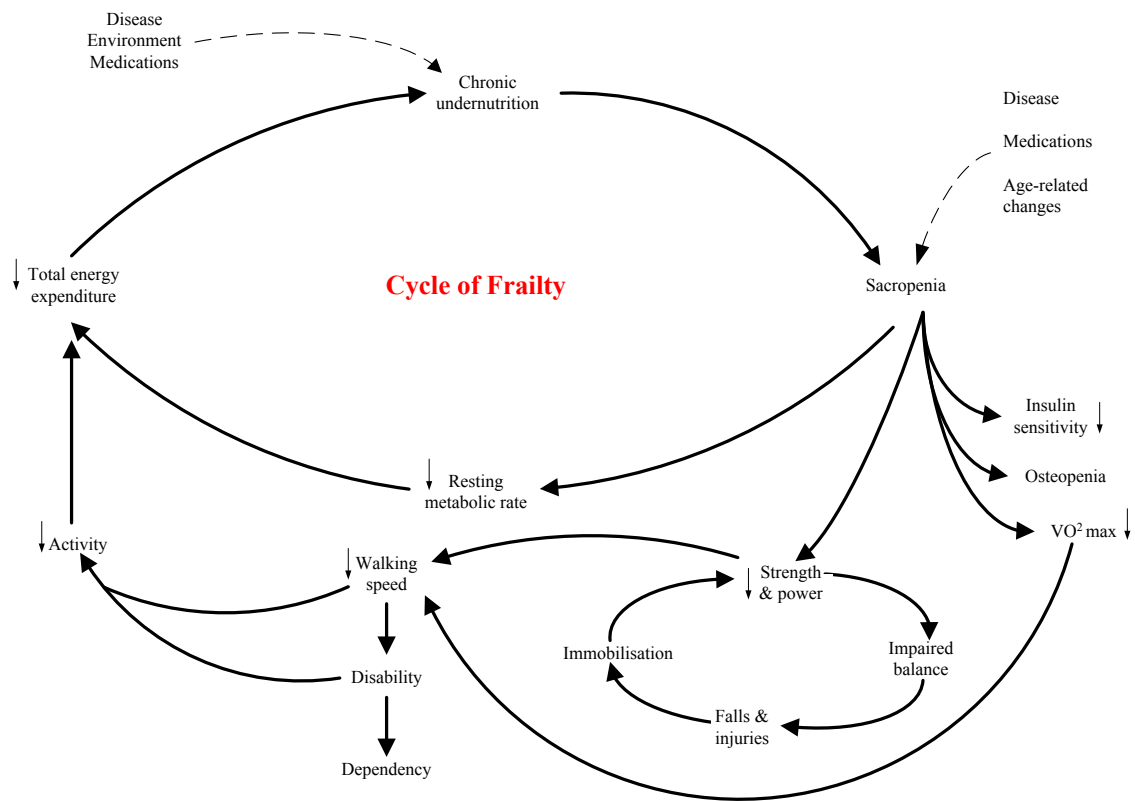 Disease
Environment
Medications
Chronic
undernutrition
Disease
Medications
Age-related
changes
↓ Total energy
expenditure
Cycle of Frailty
Sacropenia
Insulin
sensitivity ↓
Osteopenia
↓ Resting
metabolic rate
VO² max ↓
↓ Activity
↓ Walking
speed
↓ Strength
& power
Immobilisation
Impaired
balance
Disability
Falls &
injuries
Dependency